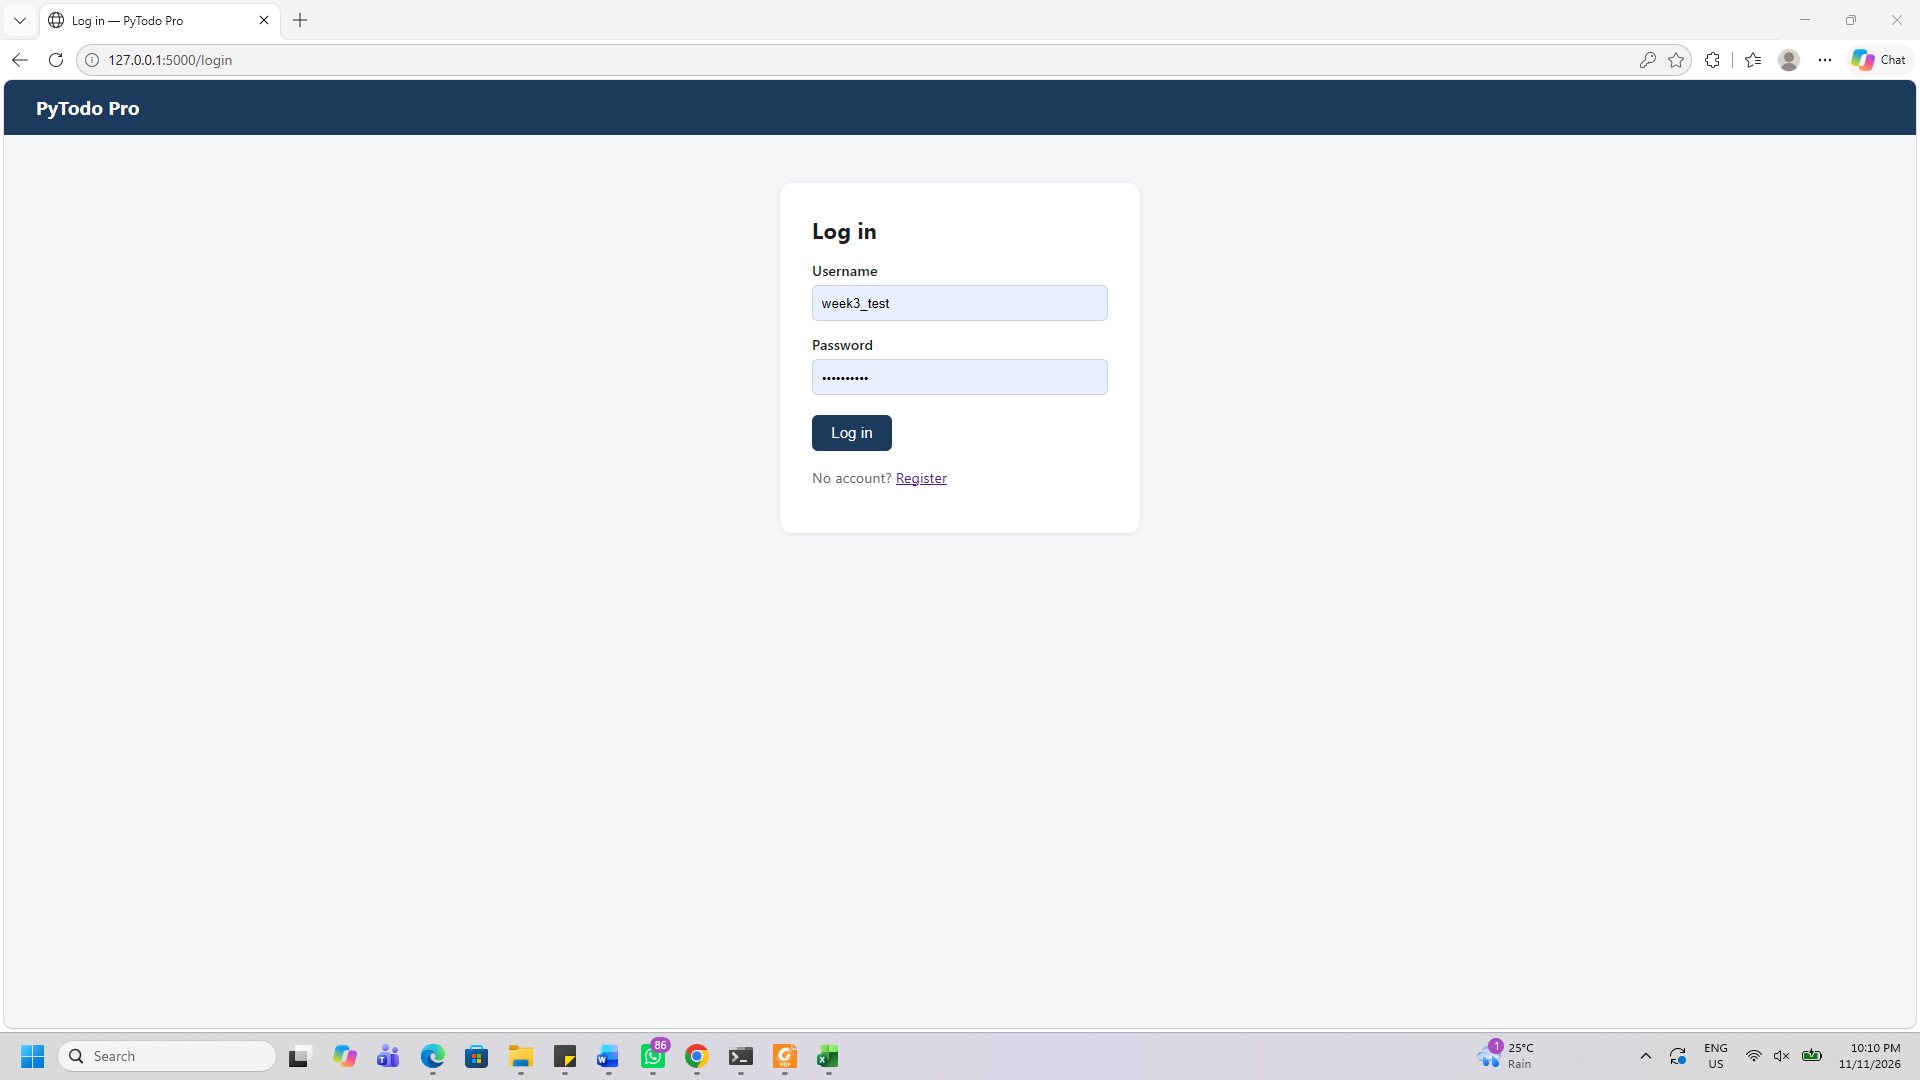 Log in — PyTodo Pro
127.0.0.1:5000/login
Chat
PyTodo Pro
Log in
Username
week3_test
Password
••••••••••
Log in
No account? Register
Search
86
1
25°C
Rain
ENG
US
10:10 PM
11/11/2026